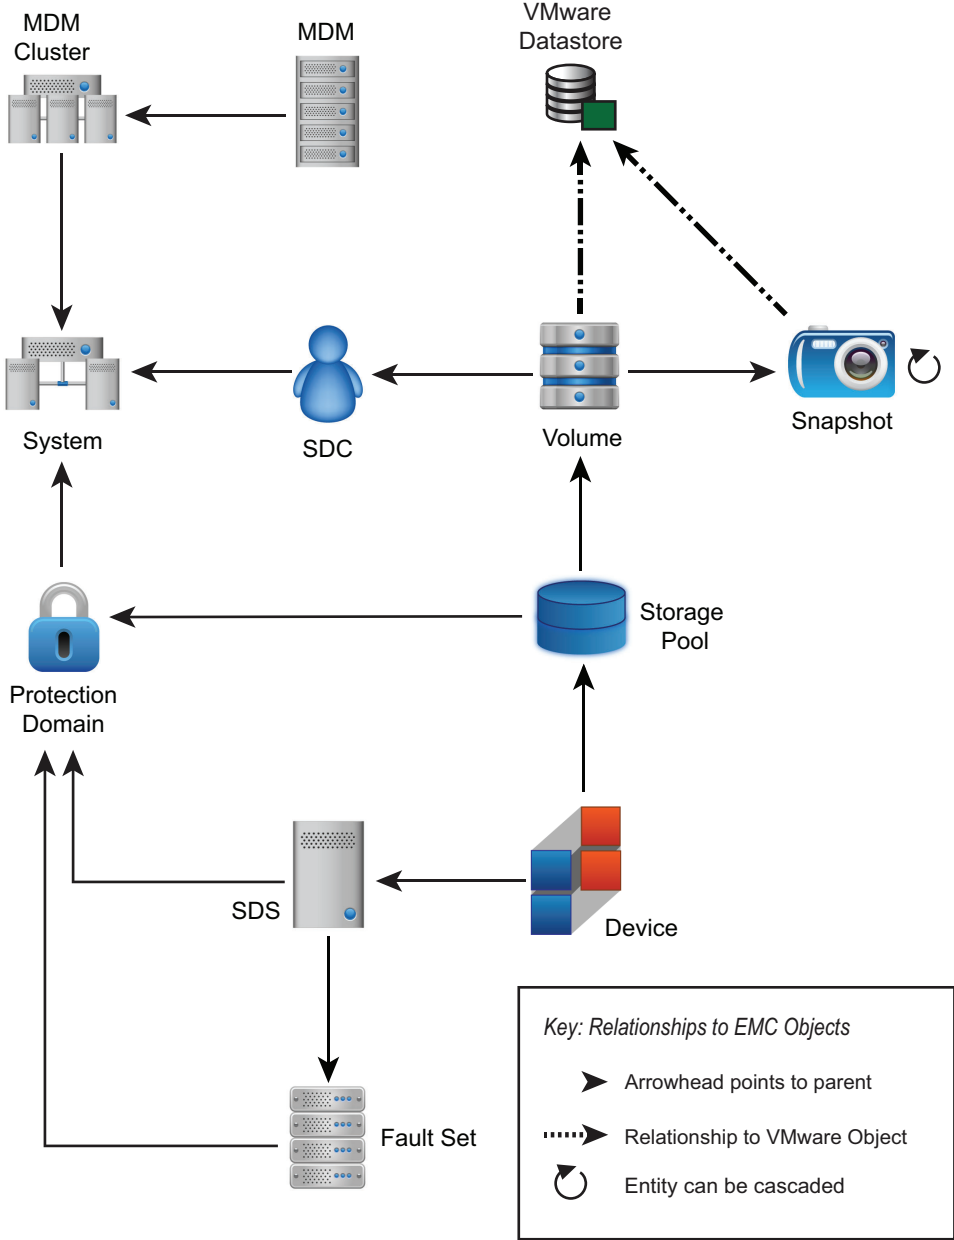 MDM
Cluster
MDM
VMware
Datastore
System
SDC
Volume
Snapshot
Protection
Domain
Storage
Pool
SDS
Device
Fault Set
Key: Relationships to EMC Objects
Arrowhead points to parent
Relationship to VMware Object
Entity can be cascaded